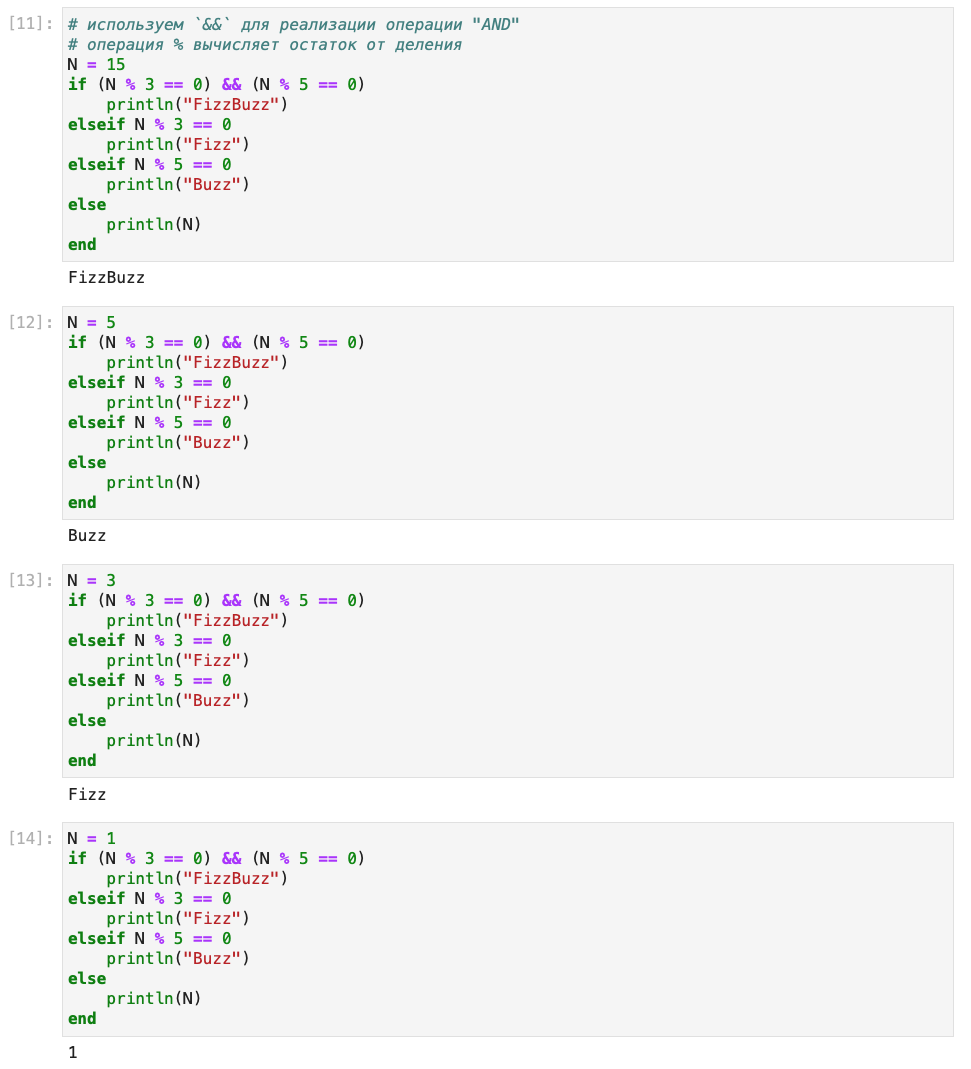 [11]:
# используем `&&` для реализации операции "AND"
# операция % вычисляет остаток от деления
N = 15
if (N % 3 == 0) && (N % 5 == 0)
    println("FizzBuzz")
elseif N % 3 == 0
    println("Fizz")
elseif N % 5 == 0
    println("Buzz")
else
    println(N)
end
FizzBuzz
[12]:
N = 5
if (N % 3 == 0) && (N % 5 == 0)
    println("FizzBuzz")
elseif N % 3 == 0
    println("Fizz")
elseif N % 5 == 0
    println("Buzz")
else
    println(N)
end
Buzz
[13]:
N = 3
if (N % 3 == 0) && (N % 5 == 0)
    println("FizzBuzz")
elseif N % 3 == 0
    println("Fizz")
elseif N % 5 == 0
    println("Buzz")
else
    println(N)
end
Fizz
[14]:
N = 1
if (N % 3 == 0) && (N % 5 == 0)
    println("FizzBuzz")
elseif N % 3 == 0
    println("Fizz")
elseif N % 5 == 0
    println("Buzz")
else
    println(N)
end
1